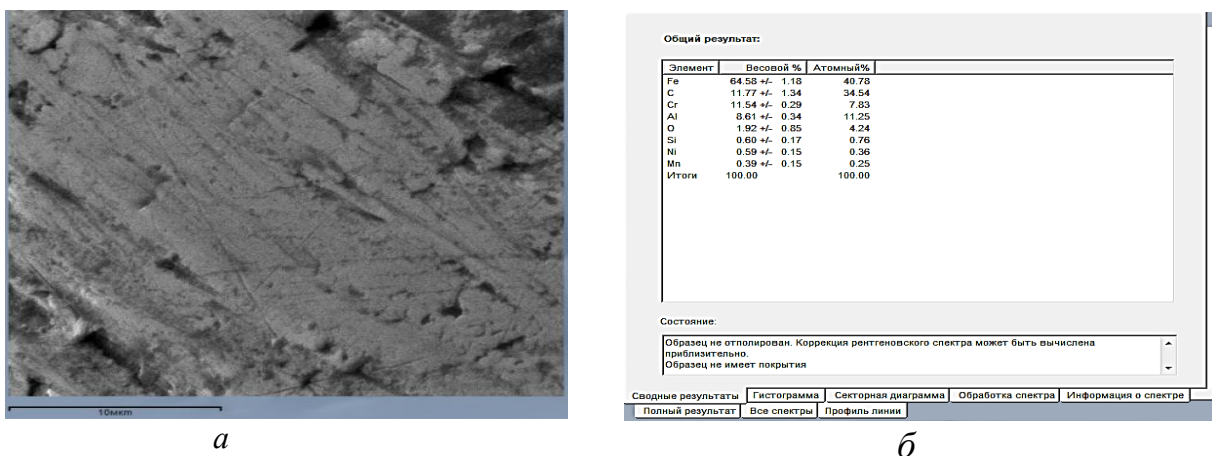 Общий результат:
Элемент Весовой % Атомный%
Fe 64.58 +/- 1.18 40.78
C 11.77 +/- 1.34 34.54
Cr 11.54 +/- 0.29 7.83
Al 8.61 +/- 0.34 11.25
O 1.92 +/- 0.85 4.24
Si 0.60 +/- 0.17 0.76
Ni 0.59 +/- 0.15 0.36
Mn 0.39 +/- 0.15 0.25
Итоги 100.00 100.00
Состояние:
Образец не отполирован. Коррекция рентгеновского спектра может быть вычислена
приблизительно.
Образец не имеет покрытия
Сводные результаты Гистограмма Секторная диаграмма Обработка спектра Информация о спектре
Полный результат Все спектры Профиль линии
10мкт
а
б